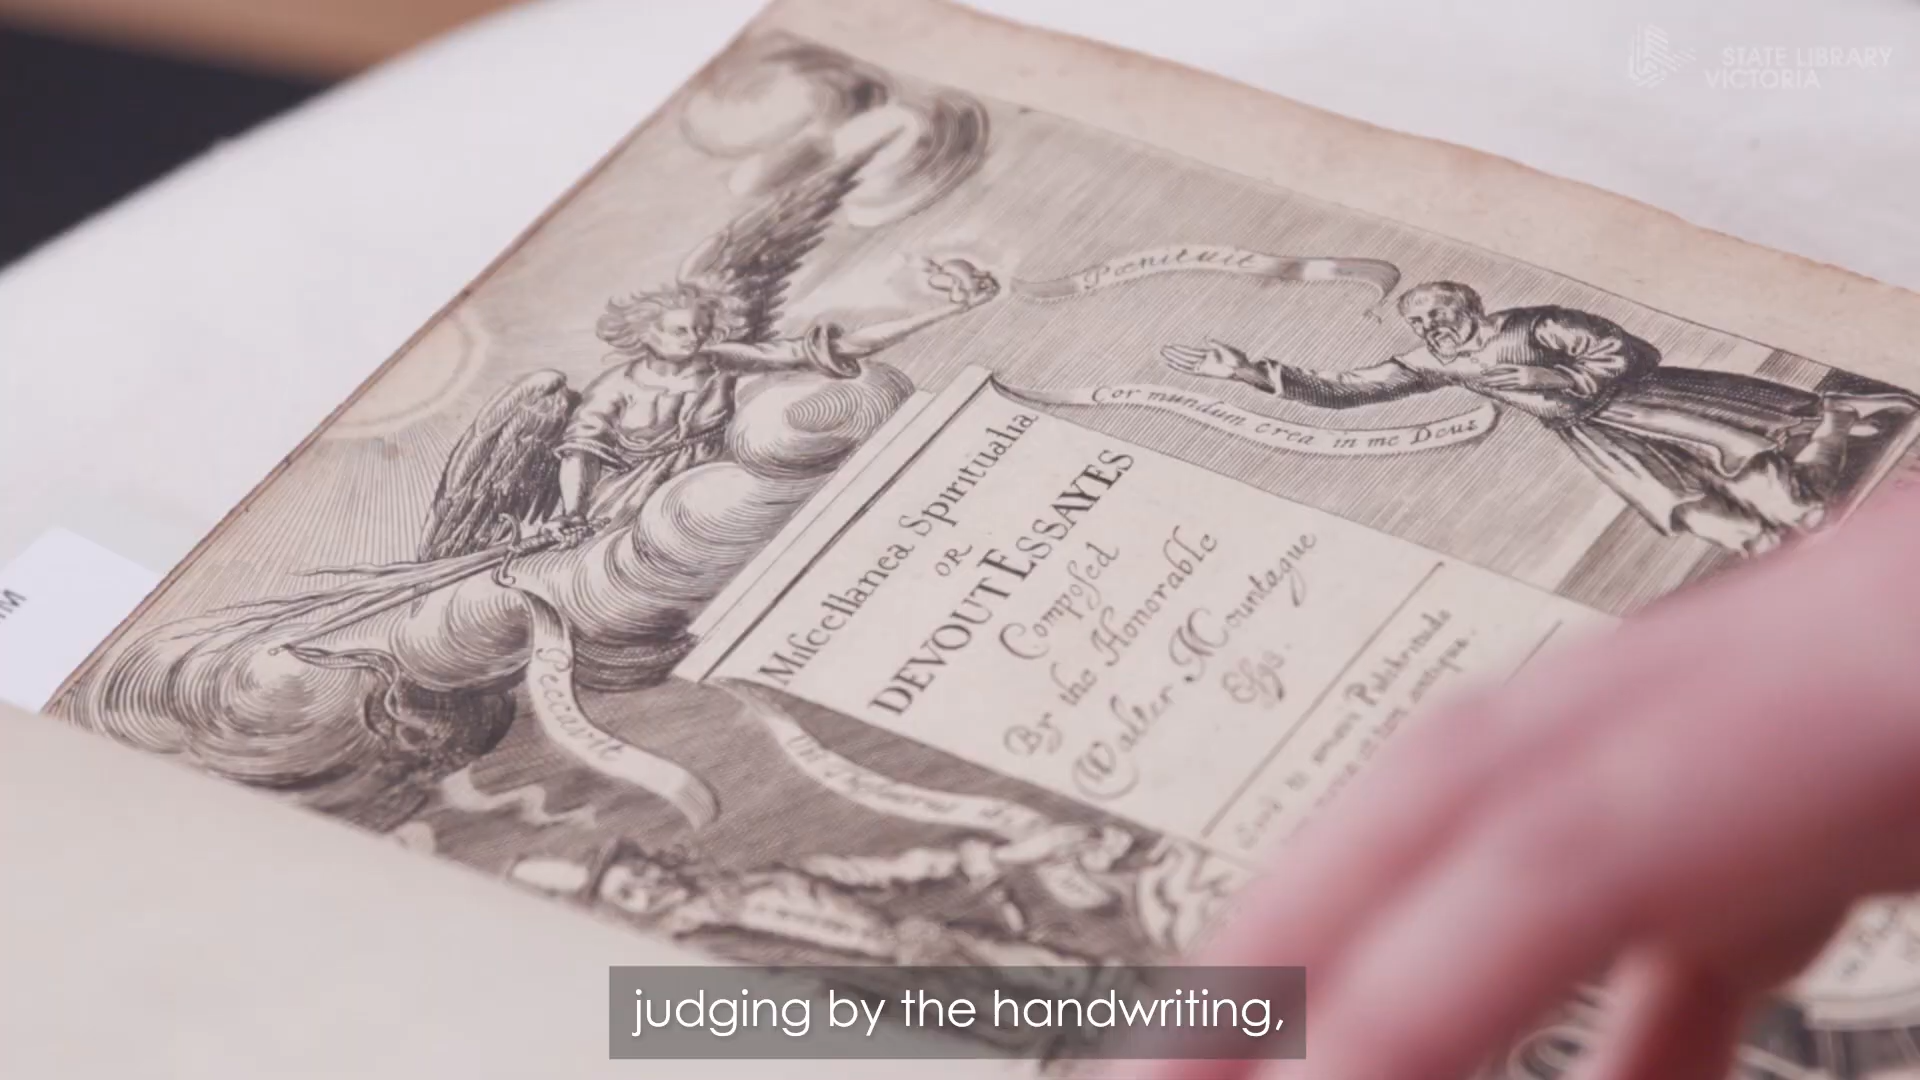 STATE LIBRARY
VICTORIA
Pœnituit
Cor mundum crea in me Deus
Miſcellanea Spiritualia
OR
DEVOUT ESSAYES
Compoſed
By the Honorable
Walter Mountague
Eſq.
Peccavit
judging by the handwriting,